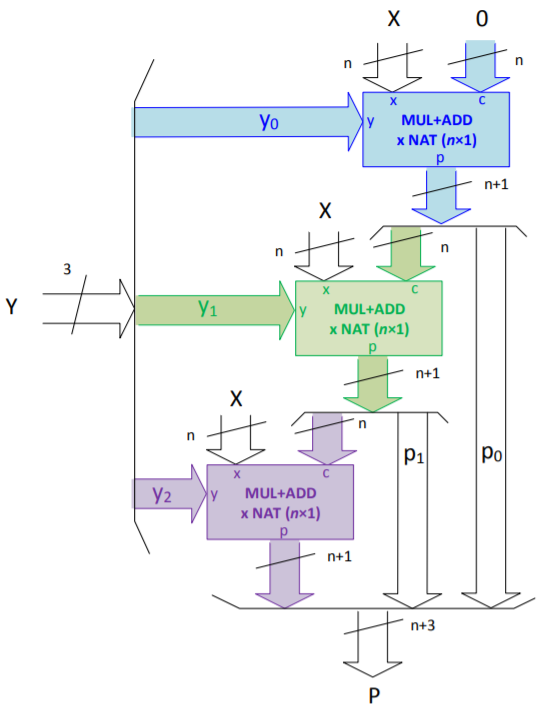 X 0
n n
x c
y₀ y MUL+ADD
x NAT (n×1)
p
n+1
X
n n
3
x c
Y y₁ y MUL+ADD
x NAT (n×1)
p
n+1
X
n n
p₁ p₀
x c
y₂ y MUL+ADD
x NAT (n×1)
p
n+1
n+3
P